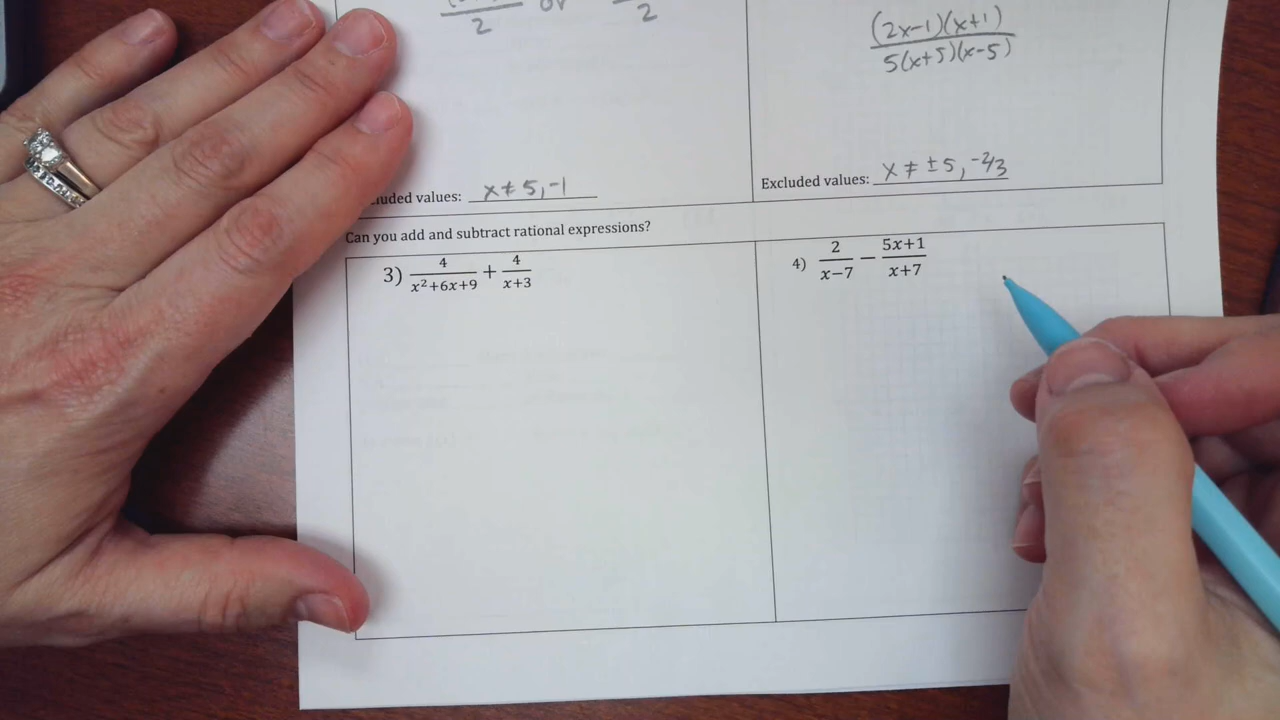 2 or 2
(2x-1)(x+1)
5(x+5)(x-5)
luded values: x≠5,-1
Excluded values: x≠±5,-2/3
Can you add and subtract rational expressions?
3) 4/(x²+6x+9) + 4/(x+3)
4) 2/(x−7) − (5x+1)/(x+7)